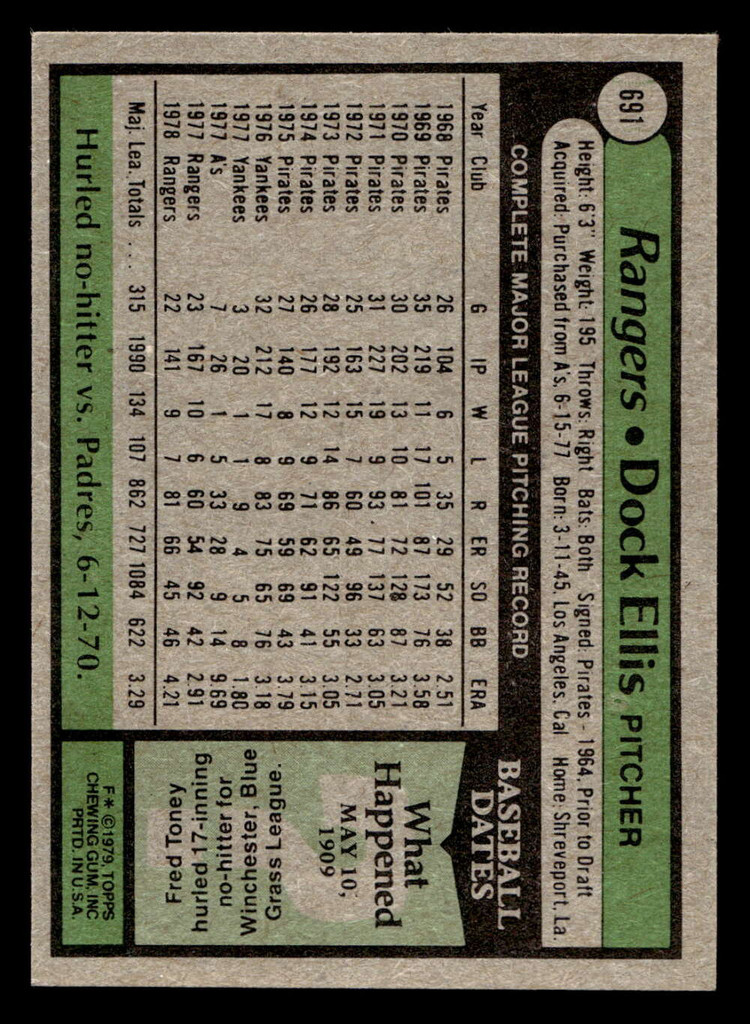 691
Rangers • Dock Ellis PITCHER
Height: 6'3" Weight: 195 Throws: Right Bats: Both Signed: Pirates - 1964, Prior to Draft
Acquired: Purchased from A's, 6-15-77 Born: 3-11-45, Los Angeles, Cal Home: Shreveport, La.
COMPLETE MAJOR LEAGUE PITCHING RECORD
Year Club G IP W L R ER SO BB ERA
1968 Pirates 26 104 6 5 35 29 52 38 2.51
1969 Pirates 35 219 11 17 101 87 173 76 3.58
1970 Pirates 30 202 13 10 81 72 128 87 3.21
1971 Pirates 31 227 19 9 93 77 137 63 3.05
1972 Pirates 25 163 15 7 60 49 96 33 2.71
1973 Pirates 28 192 12 14 86 65 122 55 3.05
1974 Pirates 26 177 12 9 71 62 91 41 3.15
1975 Pirates 27 140 8 9 69 59 69 43 3.79
1976 Yankees 32 212 17 8 83 75 65 76 3.18
1977 Yankees 3 20 1 1 9 4 5 8 1.80
1977 A's 7 26 1 5 33 28 9 14 9.69
1977 Rangers 23 167 10 6 60 54 92 42 2.91
1978 Rangers 22 141 9 7 81 66 45 46 4.21
Maj. Lea. Totals . . . 315 1990 134 107 862 727 1084 622 3.29
Hurled no-hitter vs. Padres, 6-12-70.
BASEBALL
DATES
What
Happened
MAY 10,
1909
Fred Toney
hurled 17-inning
no-hitter for
Winchester, Blue
Grass League.
F✻ ©1979, TOPPS
CHEWING GUM, INC
PRTD. IN U.S.A.